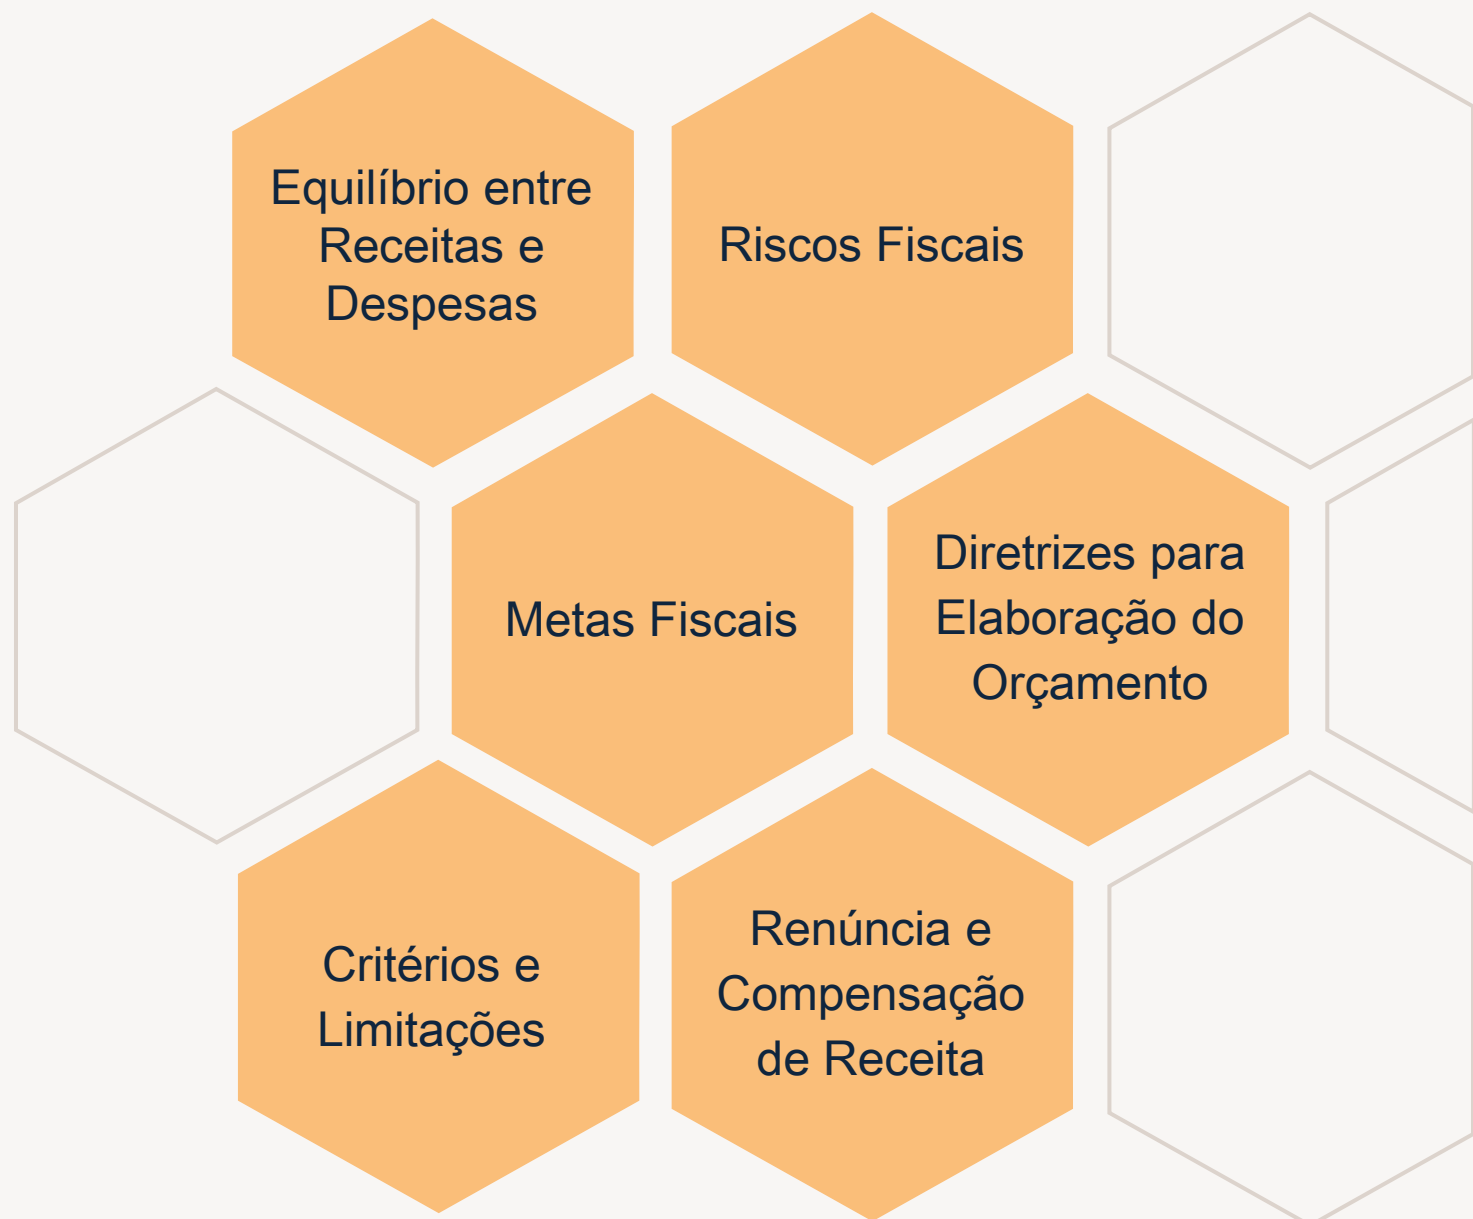 Equilíbrio entre
Receitas e
Despesas
Riscos Fiscais
Metas Fiscais
Diretrizes para
Elaboração do
Orçamento
Critérios e
Limitações
Renúncia e
Compensação
de Receita